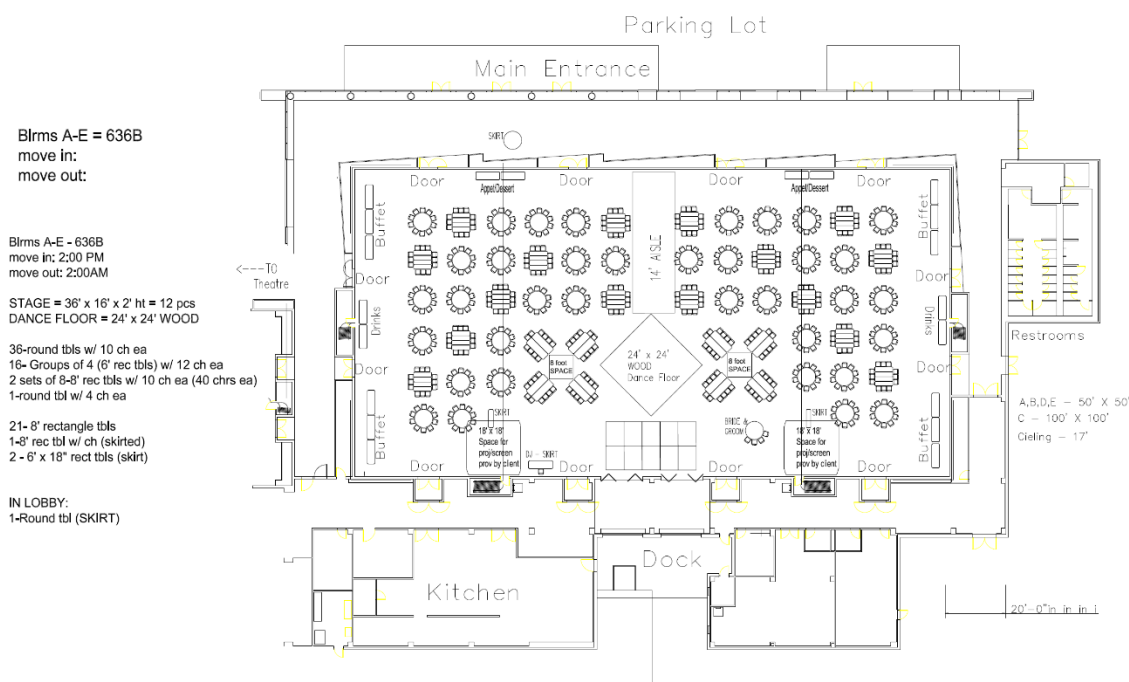 Parking Lot
Main Entrance
Blrms A-E = 636B
move in:
move out:
SKIRT
Door
Door
Door
Door
Appet/Dessert
Appet/Dessert
Buffet
Buffet
14' AISLE
Blrms A-E - 636B
move in: 2:00 PM
move out: 2:00AM
<---TO
Theatre
Door
Door
STAGE = 36' x 16' x 2' ht = 12 pcs
DANCE FLOOR = 24' x 24' WOOD
Drinks
Drinks
Restrooms
36-round tbls w/ 10 ch ea
16- Groups of 4 (6' rec tbls) w/ 12 ch ea
2 sets of 8-8' rec tbls w/ 10 ch ea (40 chrs ea)
1-round tbl w/ 4 ch ea
8 foot
SPACE
24' x 24'
WOOD
Dance Floor
8 foot
SPACE
Door
Door
A,B,D,E - 50' X 50'
C - 100' X 100'
Cieling - 17'
21- 8' rectangle tbls
1-8' rec tbl w/ ch (skirted)
2 - 6' x 18" rect tbls (skirt)
Buffet
Buffet
SKIRT
SKIRT
18' x 18'
Space for
proj/screen
prov by client
18' x 18'
Space for
proj/screen
prov by client
BRIDE &
GROOM
DJ - SKIRT
Door
Door
Door
Door
IN LOBBY:
1-Round tbl (SKIRT)
Dock
Kitchen
20'-0"in in in i